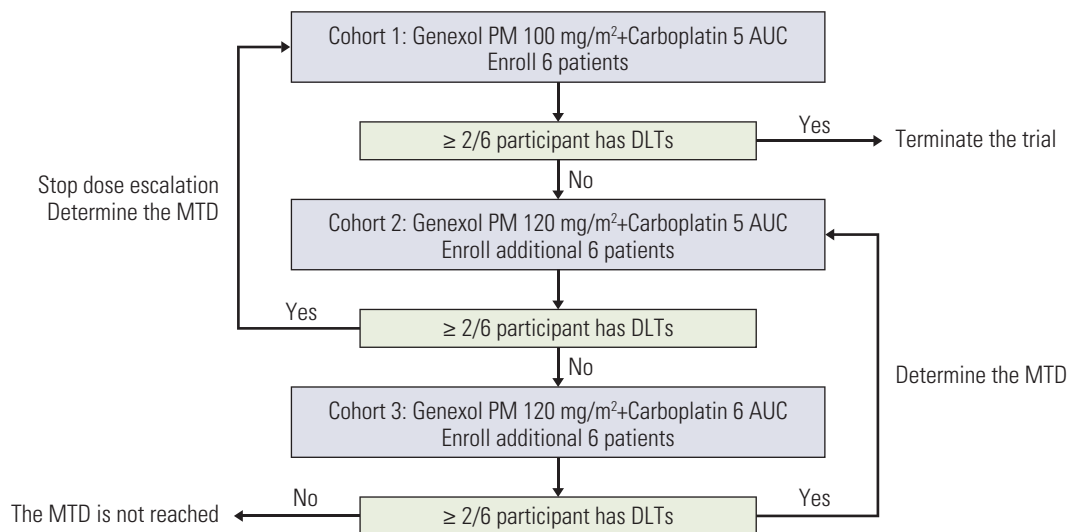 Cohort 1: Genexol PM 100 mg/m²+Carboplatin 5 AUC
Enroll 6 patients
≥ 2/6 participant has DLTs
Yes
Terminate the trial
No
Stop dose escalation
Determine the MTD
Cohort 2: Genexol PM 120 mg/m²+Carboplatin 5 AUC
Enroll additional 6 patients
Yes
≥ 2/6 participant has DLTs
No
Determine the MTD
Cohort 3: Genexol PM 120 mg/m²+Carboplatin 6 AUC
Enroll additional 6 patients
The MTD is not reached
No
≥ 2/6 participant has DLTs
Yes